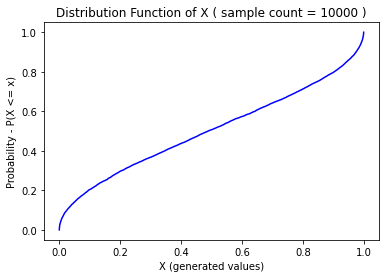 Distribution Function of X ( sample count = 10000 )
Probability - P(X <= x)
1.0
0.8
0.6
0.4
0.2
0.0
0.0 0.2 0.4 0.6 0.8 1.0
X (generated values)